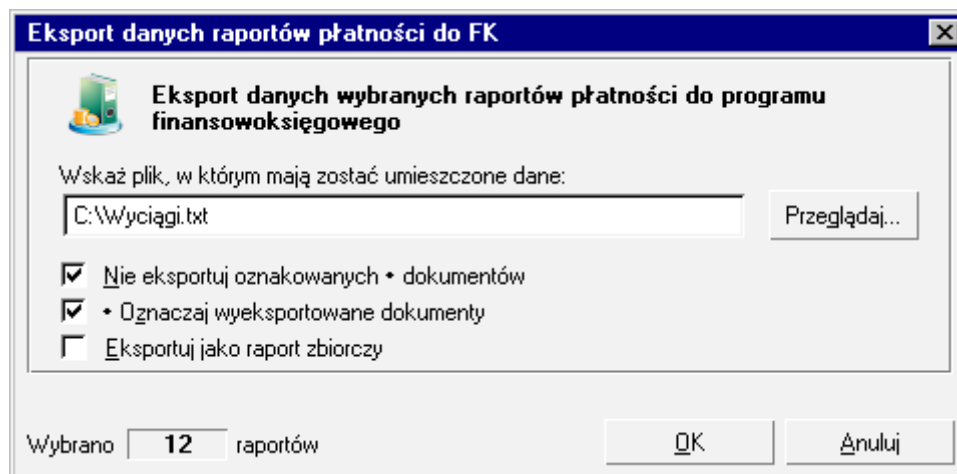 Eksport danych raportów płatności do FK
Eksport danych wybranych raportów płatności do programu
finansowoksięgowego
Wskaż plik, w którym mają zostać umieszczone dane:
C:\Wyciągi.txt
Przeglądaj...
Nie eksportuj oznakowanych • dokumentów
• Oznaczaj wyeksportowane dokumenty
Eksportuj jako raport zbiorczy
Wybrano 12 raportów
OK
Anuluj